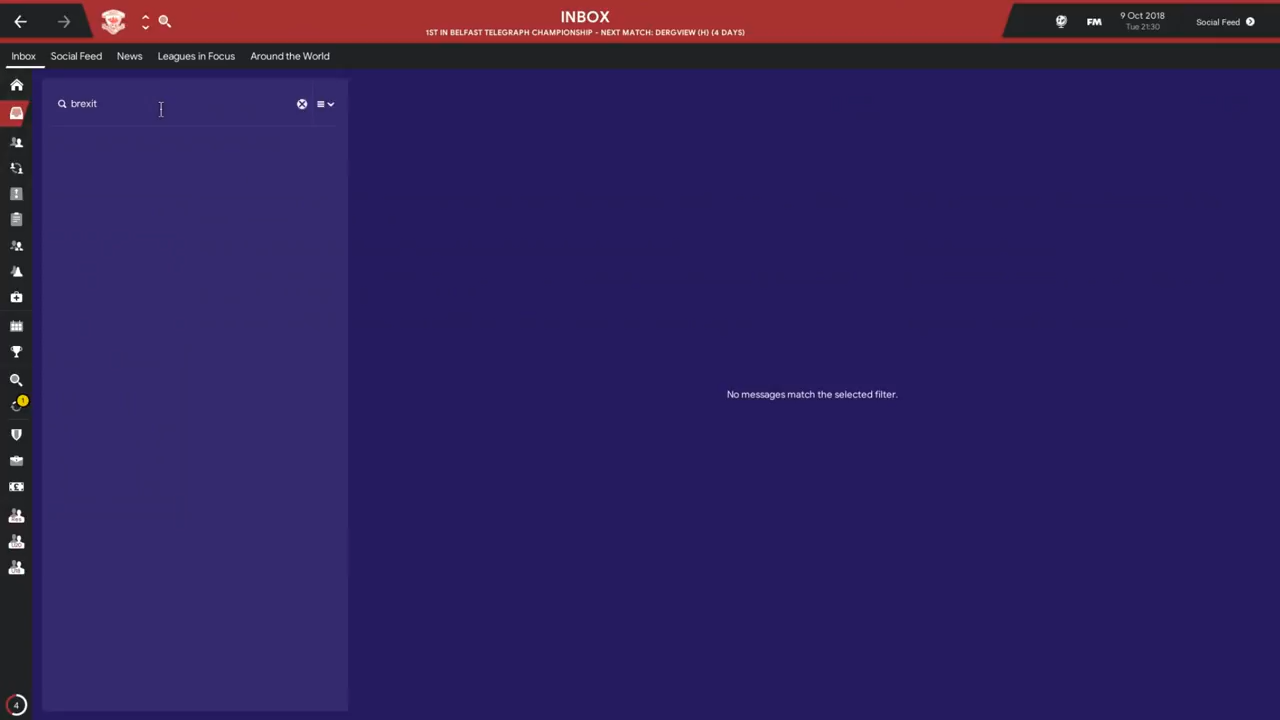 INBOX
1ST IN BELFAST TELEGRAPH CHAMPIONSHIP - NEXT MATCH: DERGVIEW (H) (4 DAYS)
FM
9 Oct 2018
Tue 21:30
Social Feed
Inbox
Social Feed
News
Leagues in Focus
Around the World
brexit
No messages match the selected filter.
1
4